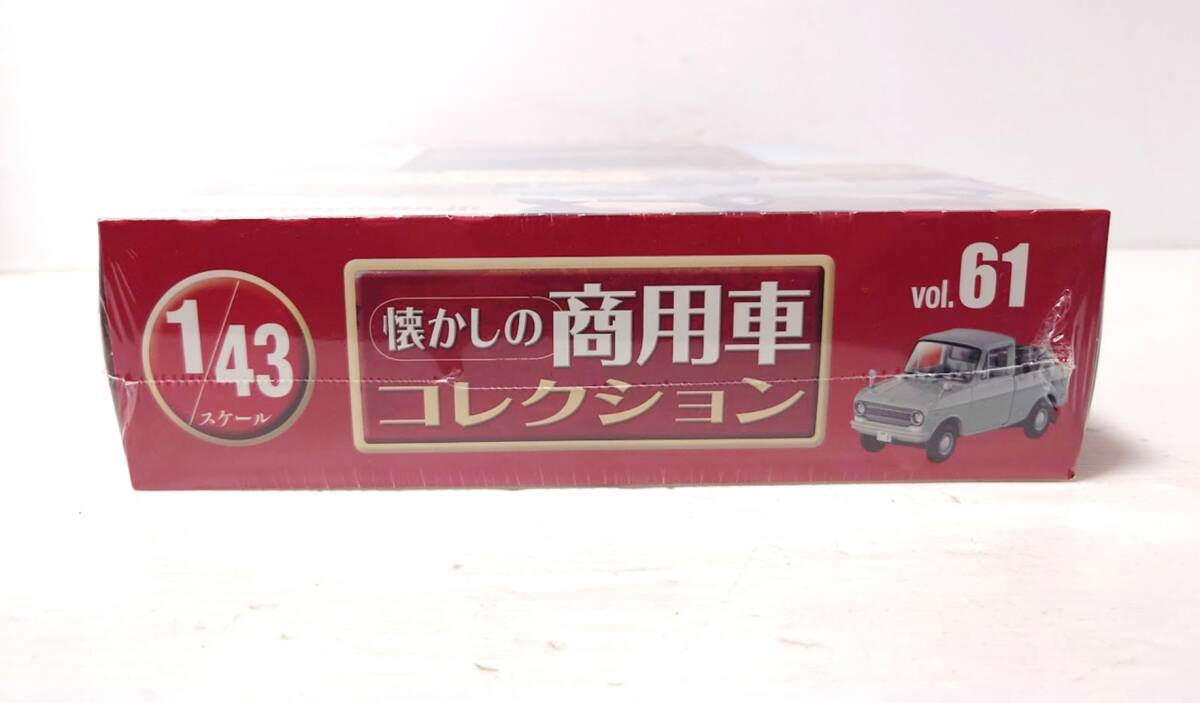 1/43
スケール
懐かしの 商用車
コレクション
vol. 61